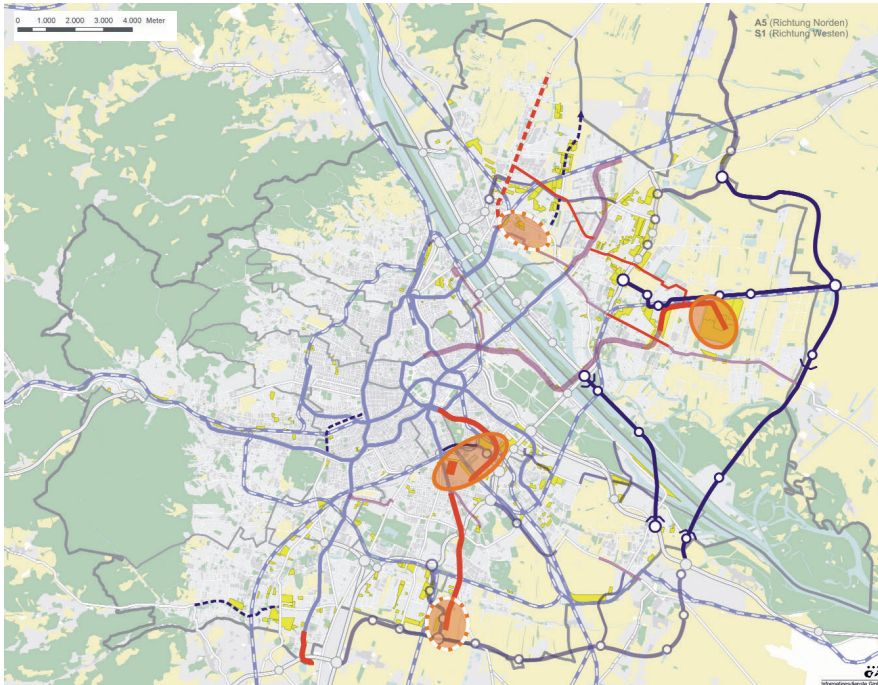 0 1.000 2.000 3.000 4.000 Meter
A5 (Richtung Norden)
S1 (Richtung Westen)